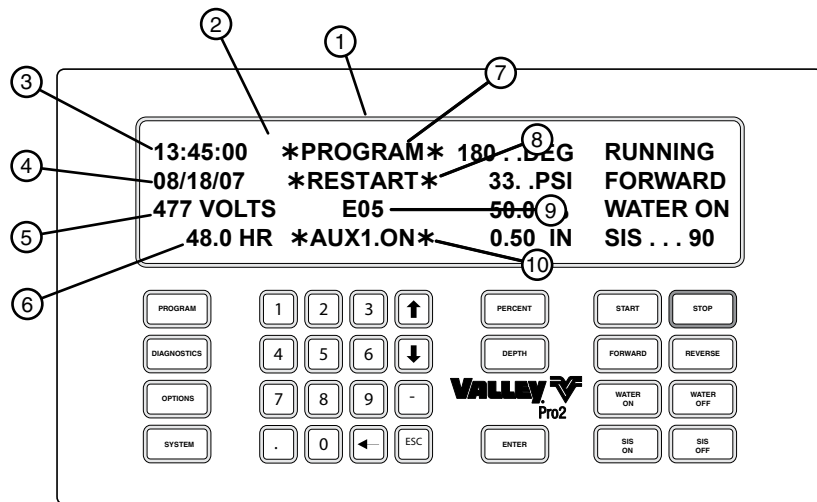 1
2
3
4
5
6
7
8
9
10
13:45:00 *PROGRAM* 180 . .DEG RUNNING
08/18/07 *RESTART* 33. .PSI FORWARD
477 VOLTS E05 50.0 WATER ON
48.0 HR *AUX1.ON* 0.50 IN SIS . . . 90
PROGRAM 1 2 3 ⬆ PERCENT START STOP
DIAGNOSTICS 4 5 6 ⬇ DEPTH FORWARD REVERSE
OPTIONS 7 8 9 - VALLEY Pro2 WATER ON WATER OFF
SYSTEM . 0 ← ESC ENTER SIS ON SIS OFF